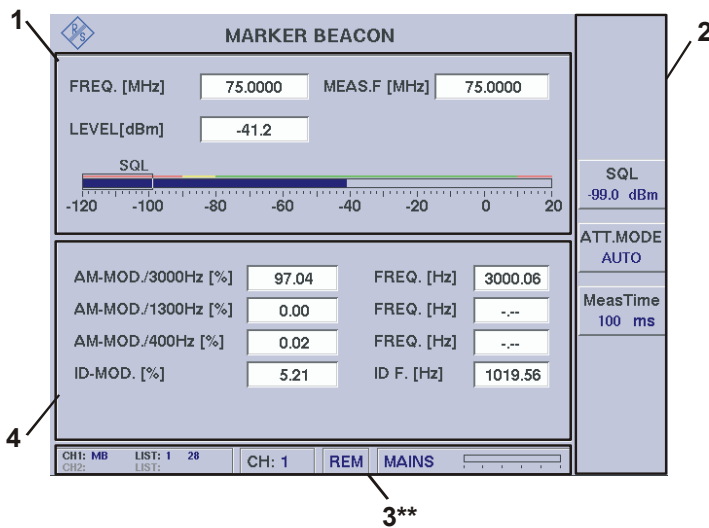 1
R/S MARKER BEACON
2
FREQ. [MHz] 75.0000 MEAS.F [MHz] 75.0000
LEVEL[dBm] -41.2
SQL
-120 -100 -80 -60 -40 -20 0 20
SQL
-99.0 dBm
ATT.MODE
AUTO
MeasTime
100 ms
AM-MOD./3000Hz [%] 97.04 FREQ. [Hz] 3000.06
AM-MOD./1300Hz [%] 0.00 FREQ. [Hz] -.--
AM-MOD./400Hz [%] 0.02 FREQ. [Hz] -.--
ID-MOD. [%] 5.21 ID F. [Hz] 1019.56
4
CH1: MB LIST: 1 28
CH2: LIST:
CH: 1 REM MAINS
3**